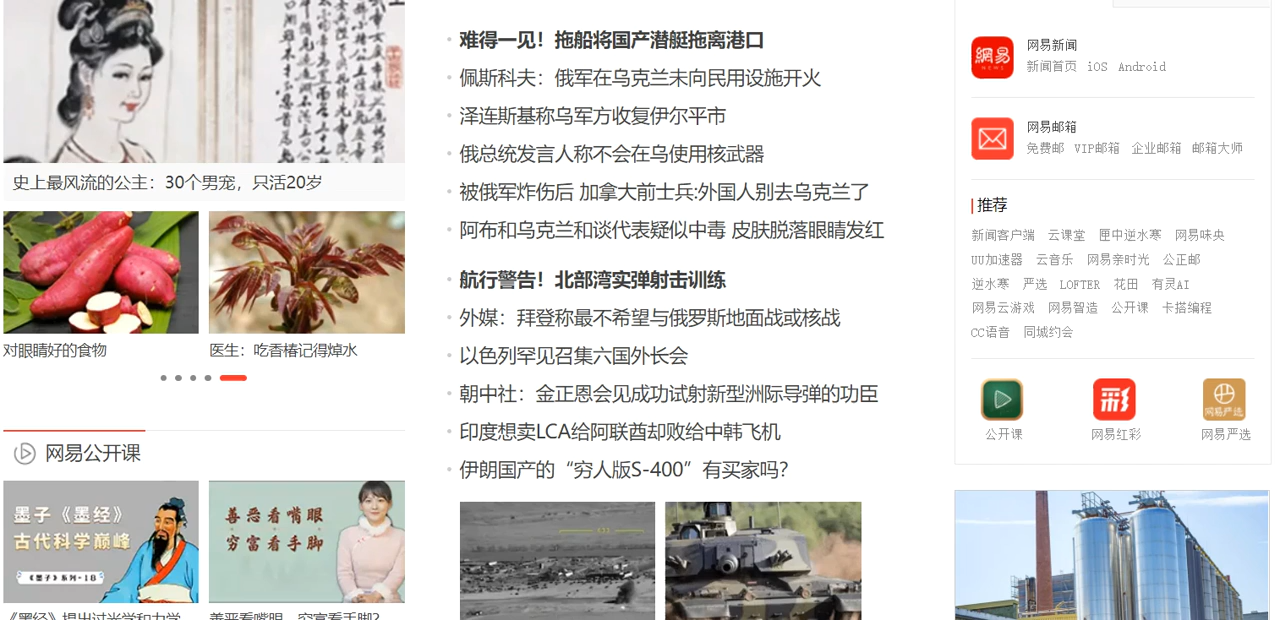 史上最风流的公主：30个男宠，只活20岁
对眼睛好的食物
医生：吃香椿记得焯水
网易公开课
墨子《墨经》
古代科学巅峰
《墨子》系列-18
善恶看嘴眼
穷富看手脚
难得一见！拖船将国产潜艇拖离港口
佩斯科夫：俄军在乌克兰未向民用设施开火
泽连斯基称乌军方收复伊尔平市
俄总统发言人称不会在乌使用核武器
被俄军炸伤后 加拿大前士兵:外国人别去乌克兰了
阿布和乌克兰和谈代表疑似中毒 皮肤脱落眼睛发红
航行警告！北部湾实弹射击训练
外媒：拜登称最不希望与俄罗斯地面战或核战
以色列罕见召集六国外长会
朝中社：金正恩会见成功试射新型洲际导弹的功臣
印度想卖LCA给阿联酋却败给中韩飞机
伊朗国产的“穷人版S-400”有买家吗？
網易
NEWS
网易新闻
新闻首页 iOS Android
网易邮箱
免费邮 VIP邮箱 企业邮箱 邮箱大师
推荐
新闻客户端 云课堂 匣中逆水寒 网易味央
UU加速器 云音乐 网易亲时光 公正邮
逆水寒 严选 LOFTER 花田 有灵AI
网易云游戏 网易智造 公开课 卡搭编程
CC语音 同城约会
彩
网易严选
公开课 网易红彩 网易严选